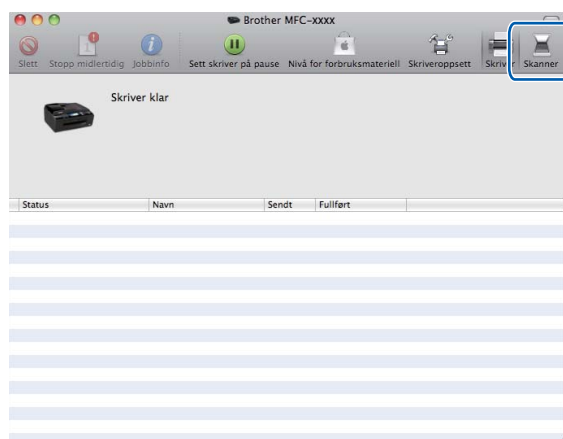 Brother MFC-xxxx
Slett Stopp midlertidig Jobbinfo Sett skriver på pause Nivå for forbruksmateriell Skriveroppsett Skriver Skanner
Skriver klar
Status Navn Sendt Fullført